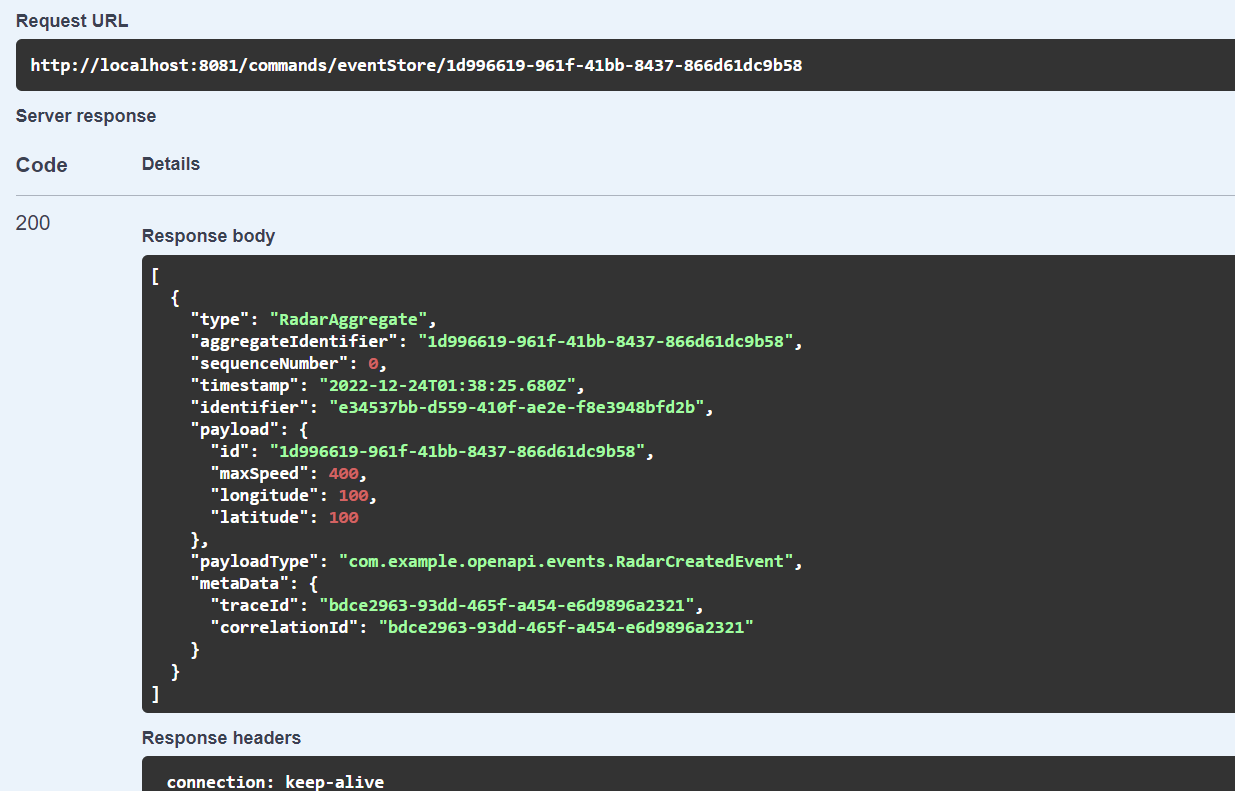 Request URL
http://localhost:8081/commands/eventStore/1d996619-961f-41bb-8437-866d61dc9b58
Server response
Code Details
200
Response body
[
{
"type": "RadarAggregate",
"aggregateIdentifier": "1d996619-961f-41bb-8437-866d61dc9b58",
"sequenceNumber": 0,
"timestamp": "2022-12-24T01:38:25.680Z",
"identifier": "e34537bb-d559-410f-ae2e-f8e3948bfd2b",
"payload": {
"id": "1d996619-961f-41bb-8437-866d61dc9b58",
"maxSpeed": 400,
"longitude": 100,
"latitude": 100
},
"payloadType": "com.example.openapi.events.RadarCreatedEvent",
"metaData": {
"traceId": "bdce2963-93dd-465f-a454-e6d9896a2321",
"correlationId": "bdce2963-93dd-465f-a454-e6d9896a2321"
}
}
]
Response headers
connection: keep-alive